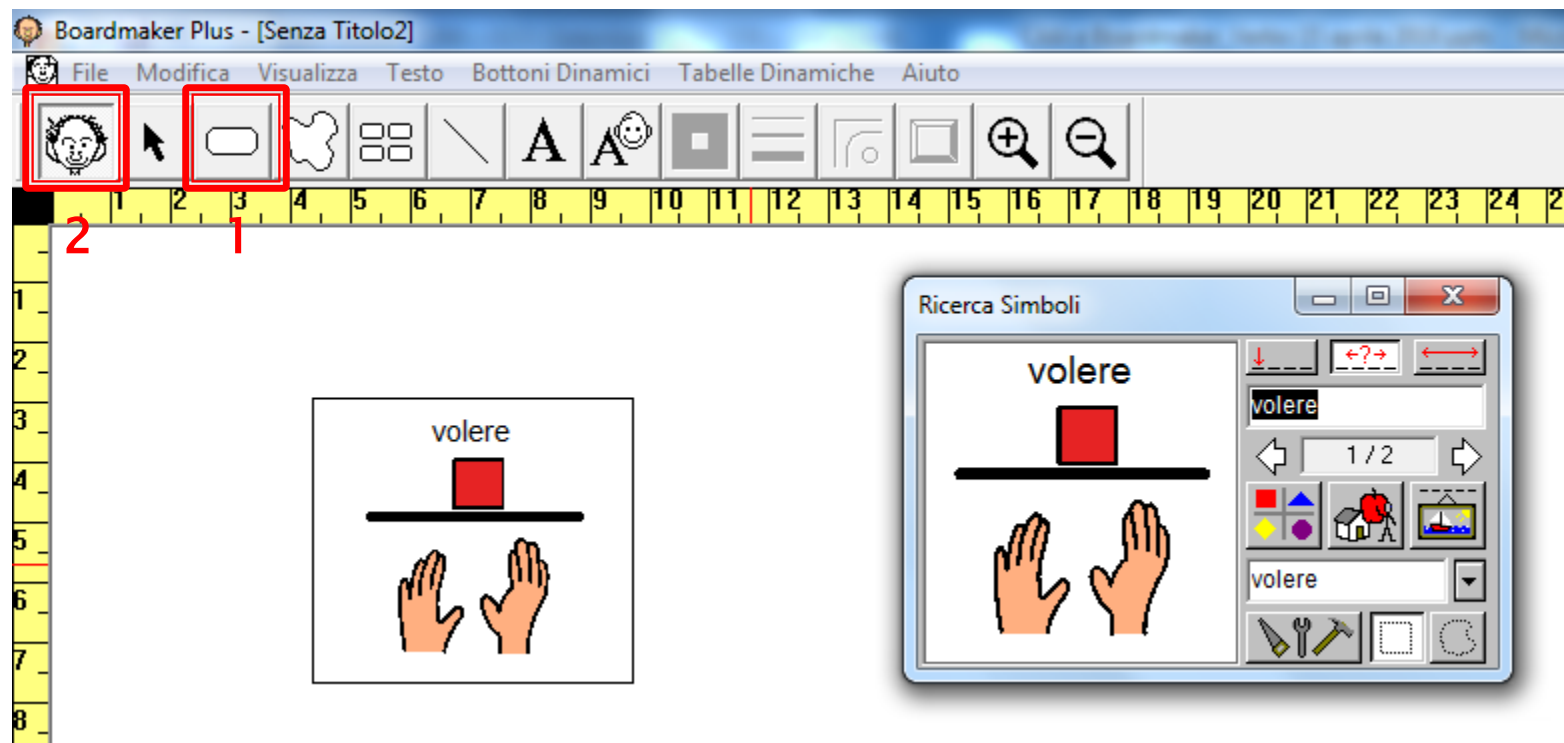 Boardmaker Plus - [Senza Titolo2]
File Modifica Visualizza Testo Bottoni Dinamici Tabelle Dinamiche Aiuto
A A
1 2 3 4 5 6 7 8 9 10 11 12 13 14 15 16 17 18 19 20 21 22 23 24 2
2 1
1
2
3
4
5
6
7
8
volere
Ricerca Simboli X
volere
?
volere
1 / 2
volere